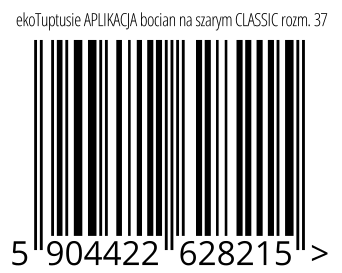 ekoTuptusie APLIKACJA bocian na szarym CLASSIC rozm. 37
5 904422 628215 >